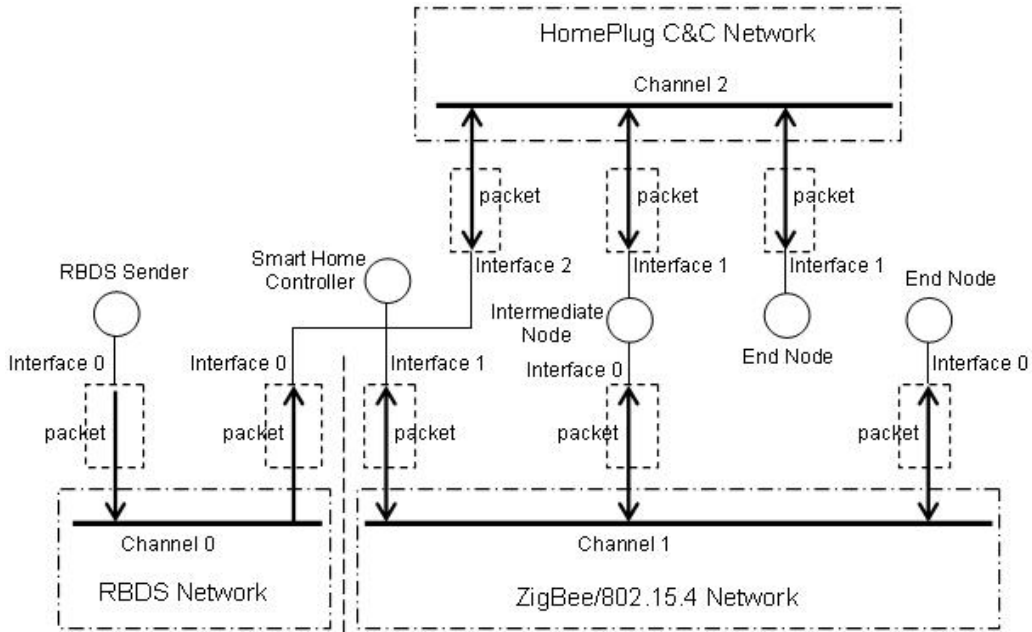 HomePlug C&C Network
Channel 2
packet
packet
packet
RBDS Sender
Smart Home
Controller
Interface 2
Interface 1
Interface 1
End Node
Intermediate
Node
End Node
Interface 0
Interface 0
Interface 1
Interface 0
Interface 0
packet
packet
packet
packet
packet
Channel 0
Channel 1
RBDS Network
ZigBee/802.15.4 Network